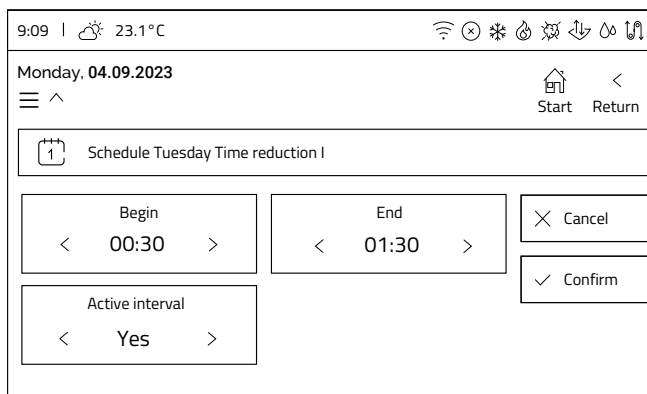 9:09 | 23.1°C
Monday, 04.09.2023
Start Return
1 Schedule Tuesday Time reduction I
Begin
00:30
End
01:30
Cancel
Confirm
Active interval
Yes